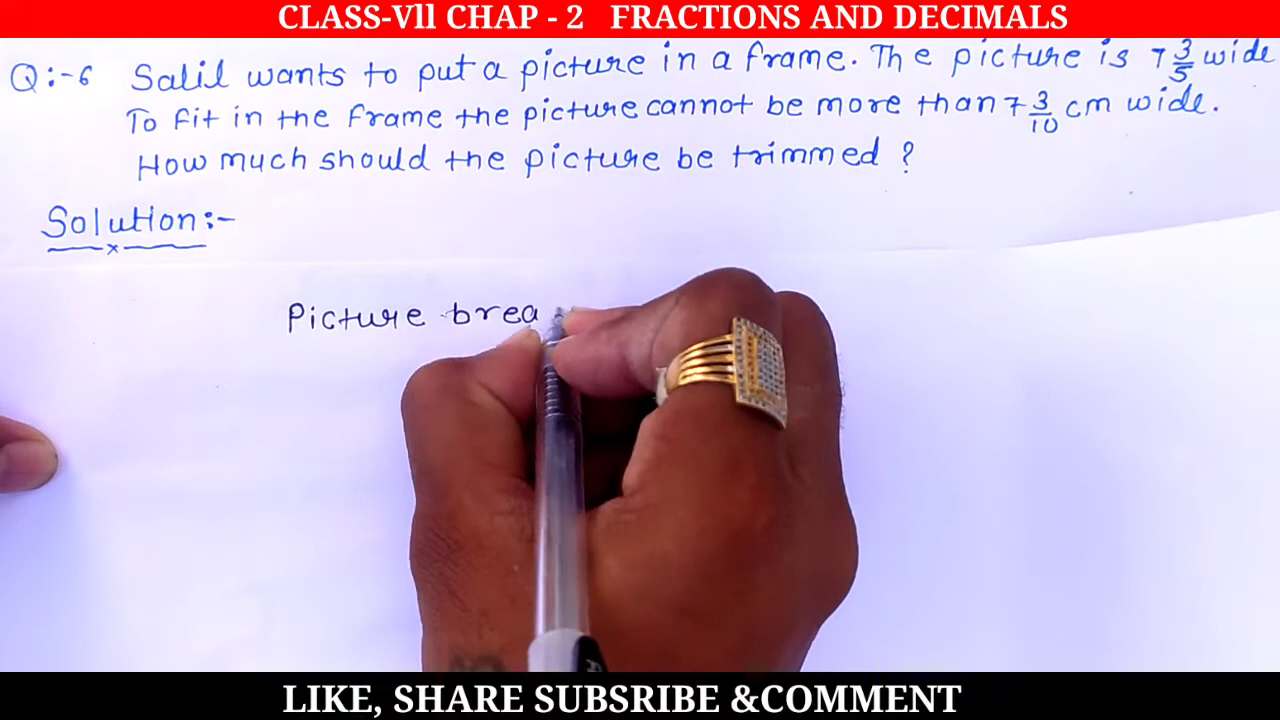 CLASS-Vll CHAP - 2 FRACTIONS AND DECIMALS
Q:-6 Salil wants to put a picture in a frame. The picture is 7 3/5 wide
To fit in the frame the picture cannot be more than 7 3/10 cm wide.
How much should the picture be trimmed ?
Solution:-
Picture brea
LIKE, SHARE SUBSRIBE &COMMENT